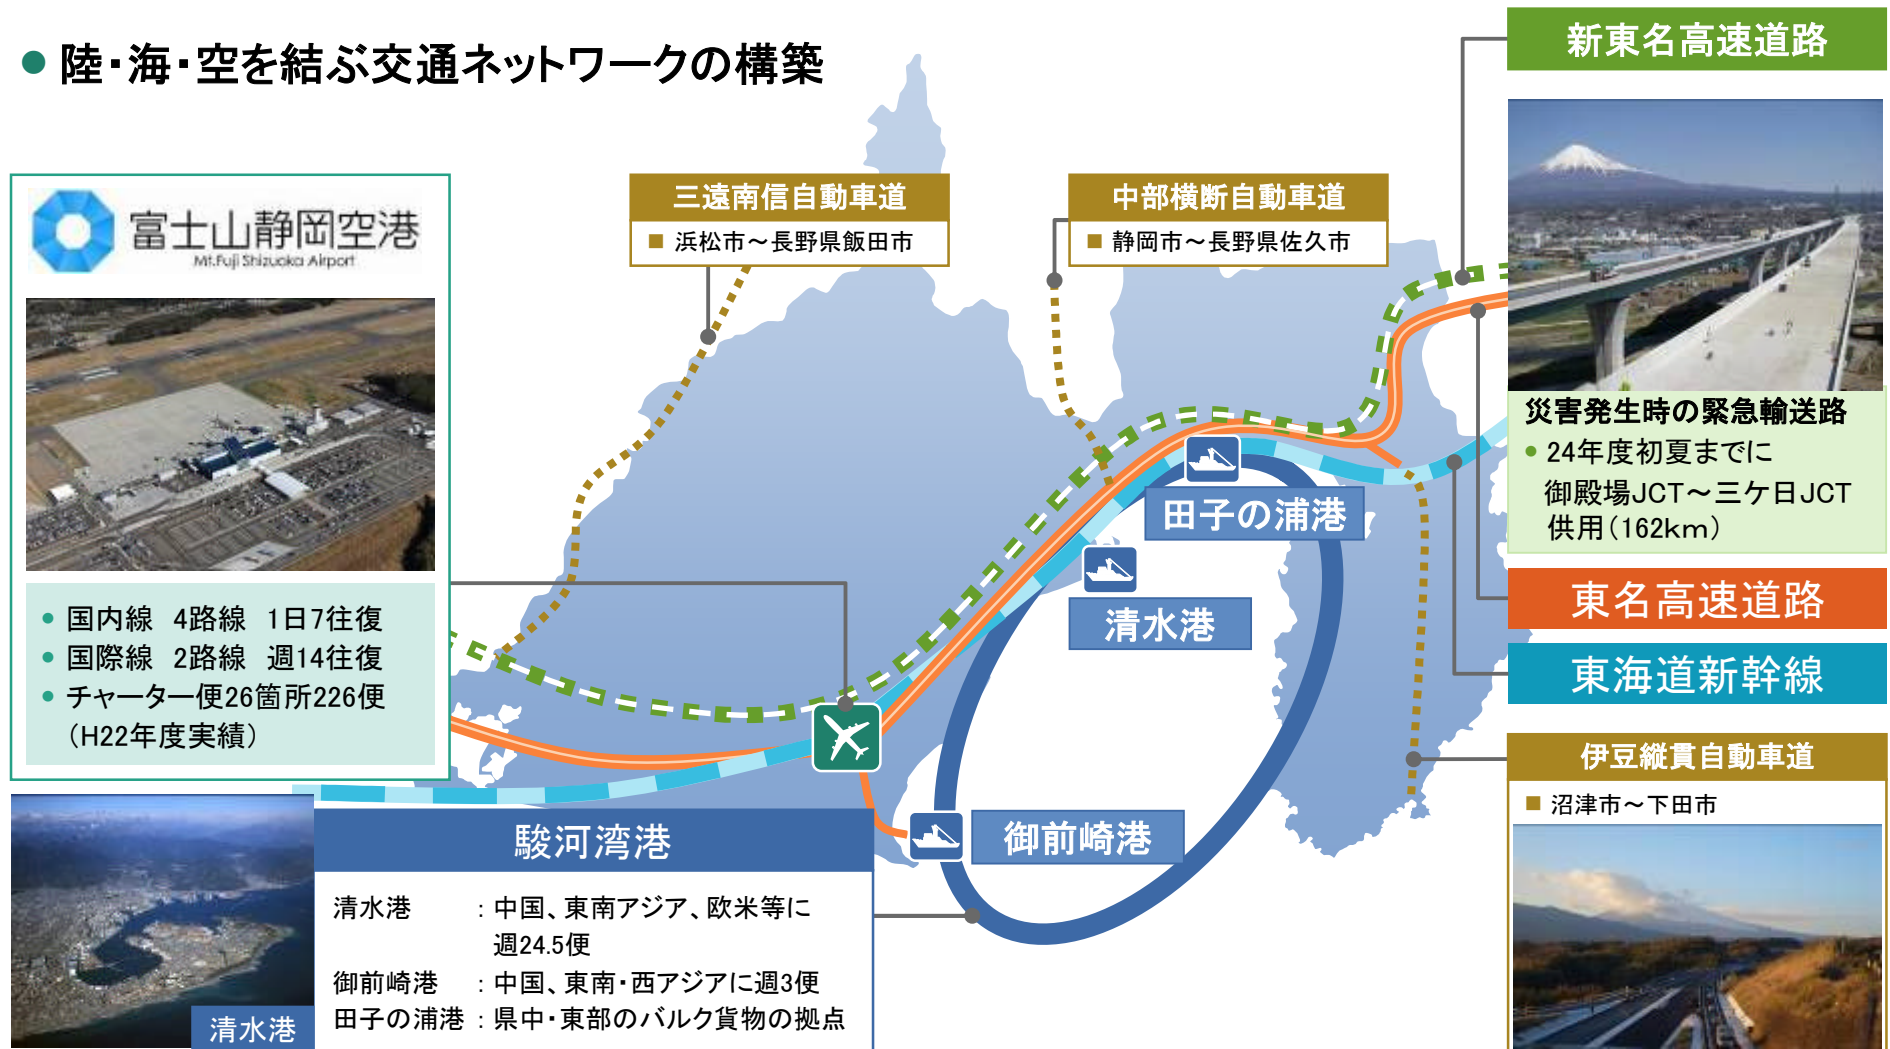 陸・海・空を結ぶ交通ネットワークの構築
新東名高速道路
富士山静岡空港
Mt.Fuji Shizuoka Airport
三遠南信自動車道
■ 浜松市～長野県飯田市
中部横断自動車道
■ 静岡市～長野県佐久市
災害発生時の緊急輸送路
• 24年度初夏までに
御殿場JCT～三ケ日JCT
供用（162km）
田子の浦港
清水港
東名高速道路
東海道新幹線
• 国内線 4路線 1日7往復
• 国際線 2路線 週14往復
• チャーター便26箇所226便
（H22年度実績）
伊豆縦貫自動車道
■ 沼津市～下田市
御前崎港
駿河湾港
清水港 ：中国、東南アジア、欧米等に
週24.5便
御前崎港 ：中国、東南・西アジアに週3便
田子の浦港 ：県中・東部のバルク貨物の拠点
清水港